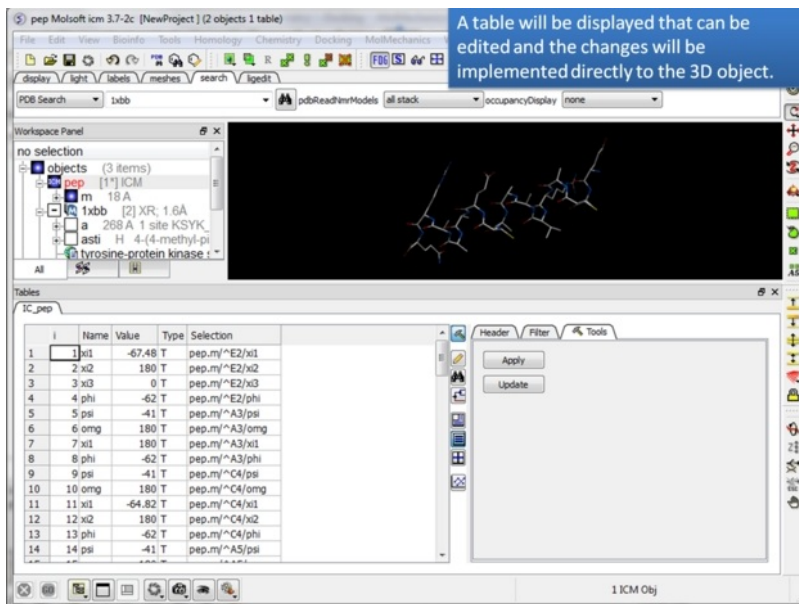 pep Molsoft icm 3.7-2c [NewProject ] (2 objects 1 table)
A table will be displayed that can be
edited and the changes will be
implemented directly to the 3D object.
File Edit View Bioinfo Tools Homology Chemistry Docking MolMechanics
display light labels meshes search ligedit
PDB Search 1xbb pdbReadNmrModels all stack occupancyDisplay none
Workspace Panel
no selection
objects (3 items)
pep [1*] ICM
m 18 A
1xbb [2] XR; 1.6Å
a 268 A 1 site KSYK_
asti H 4-(4-methyl-pi
tyrosine-protein kinase
All
Tables
IC_pep
i Name Value Type Selection
1 1 xi1 -67.48 T pep.m/^E2/xi1
2 2 xi2 180 T pep.m/^E2/xi2
3 3 xi3 0 T pep.m/^E2/xi3
4 4 phi -62 T pep.m/^E2/phi
5 5 psi -41 T pep.m/^A3/psi
6 6 omg 180 T pep.m/^A3/omg
7 7 xi1 180 T pep.m/^A3/xi1
8 8 phi -62 T pep.m/^A3/phi
9 9 psi -41 T pep.m/^C4/psi
10 10 omg 180 T pep.m/^C4/omg
11 11 xi1 -64.82 T pep.m/^C4/xi1
12 12 xi2 180 T pep.m/^C4/xi2
13 13 phi -62 T pep.m/^C4/phi
14 14 psi -41 T pep.m/^A5/psi
Header Filter Tools
Apply
Update
1 ICM Obj